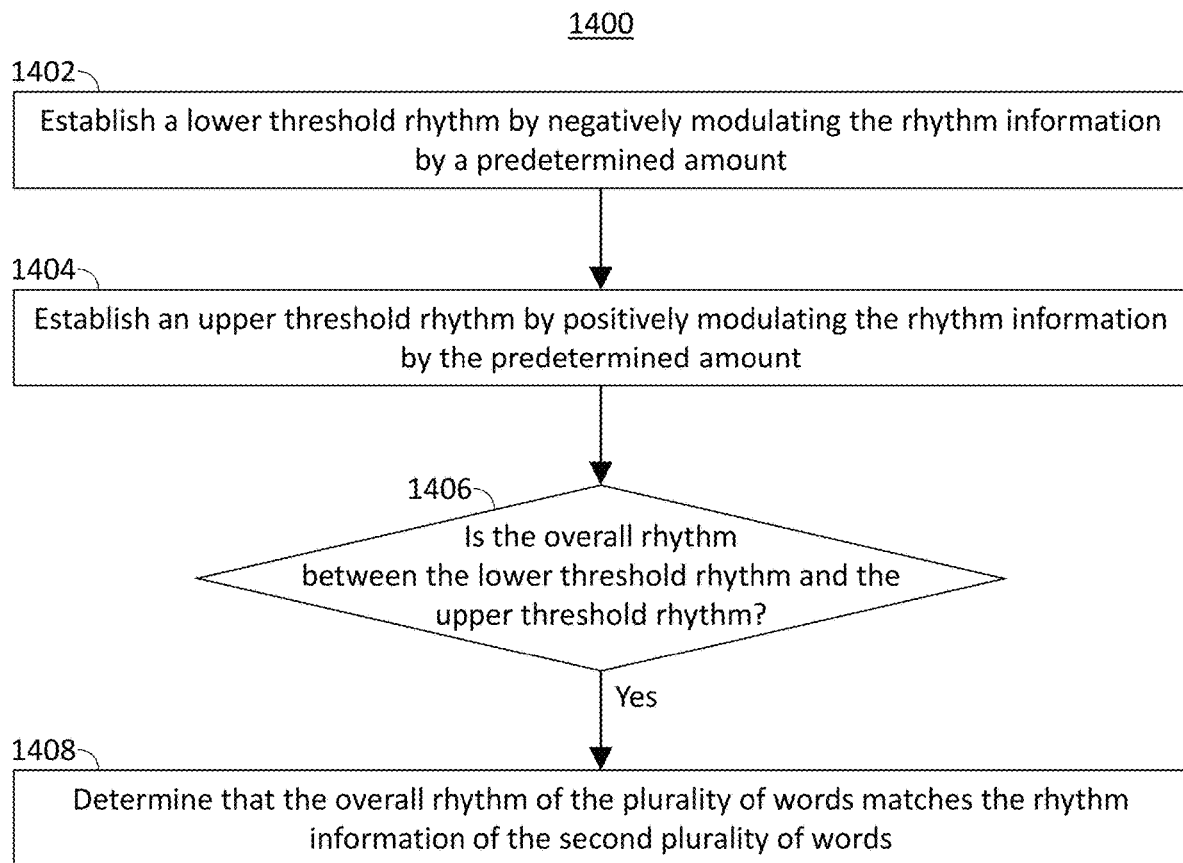 1400
1402
Establish a lower threshold rhythm by negatively modulating the rhythm information
by a predetermined amount
1404
Establish an upper threshold rhythm by positively modulating the rhythm information
by the predetermined amount
1406
Is the overall rhythm
between the lower threshold rhythm and the
upper threshold rhythm?
Yes
1408
Determine that the overall rhythm of the plurality of words matches the rhythm
information of the second plurality of words